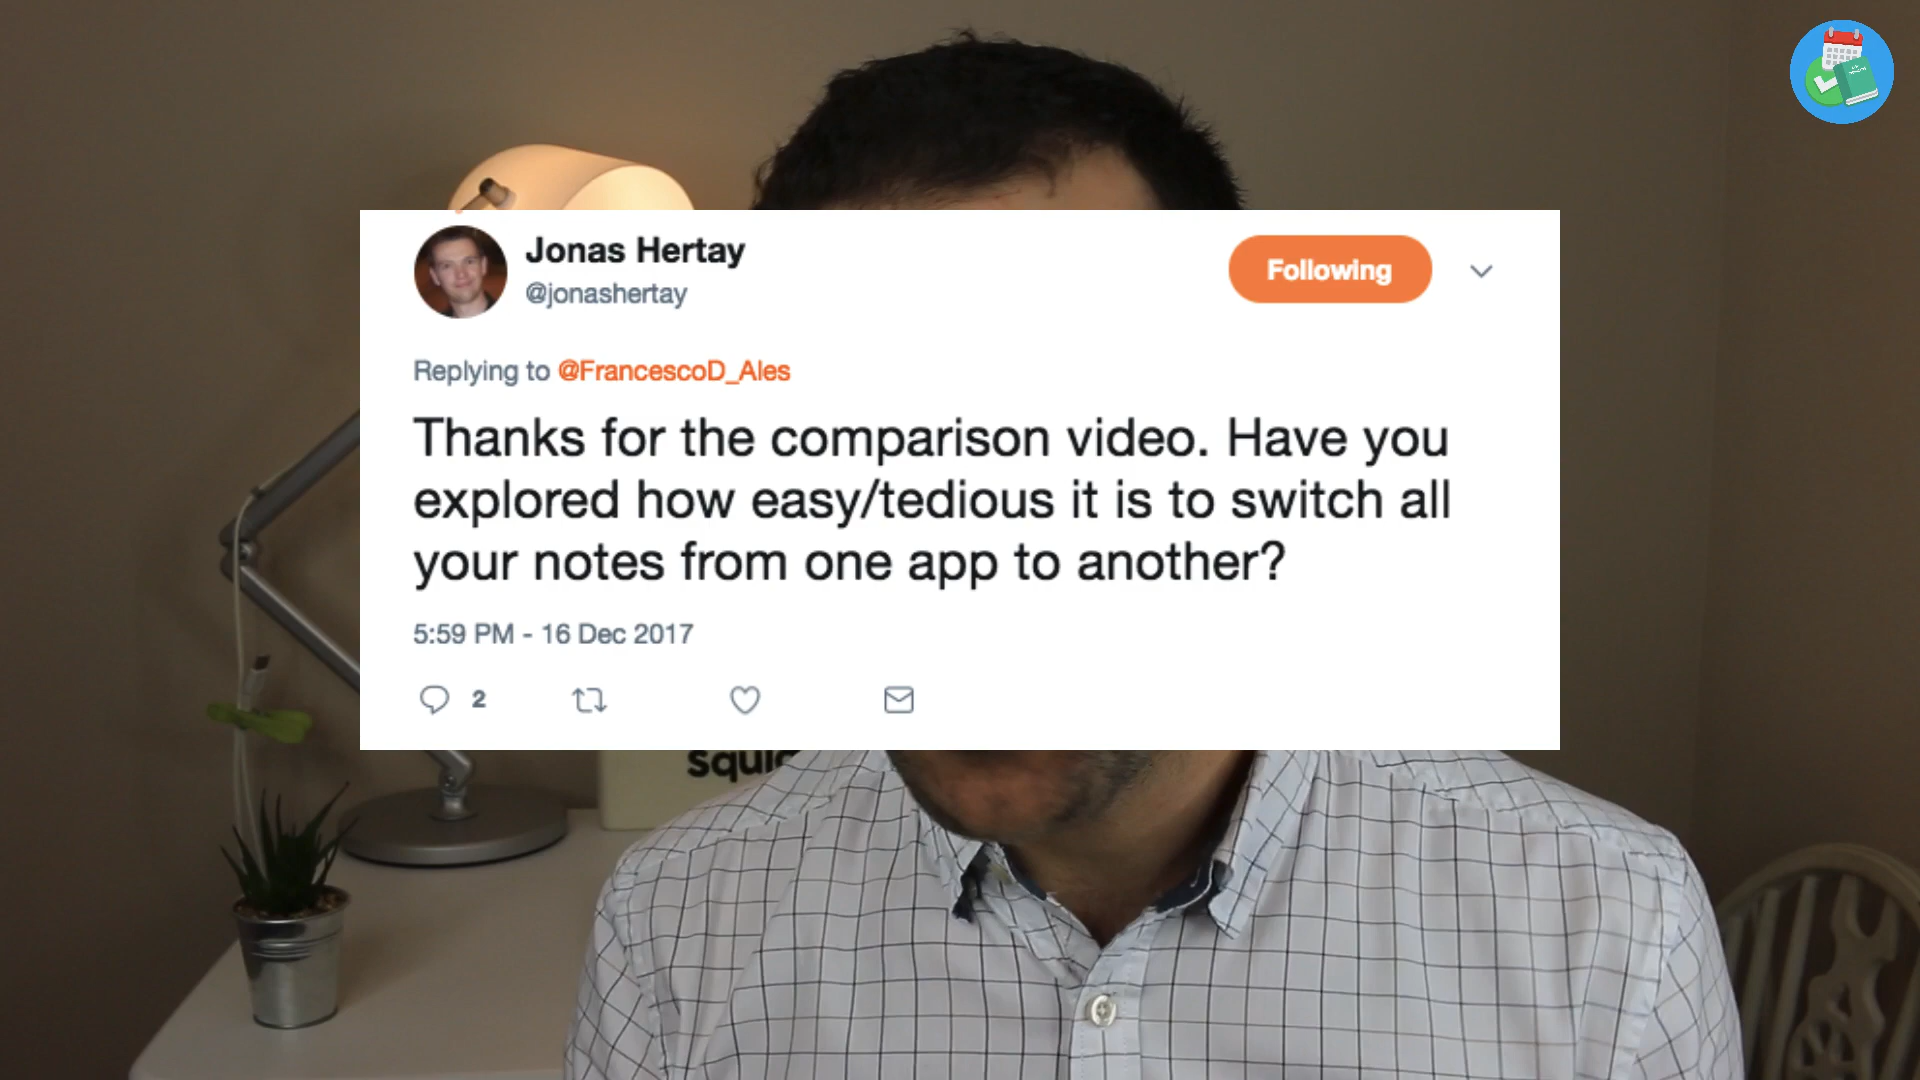 Jonas Hertay
@jonashertay
Following
Replying to @FrancescoD_Ales
Thanks for the comparison video. Have you
explored how easy/tedious it is to switch all
your notes from one app to another?
5:59 PM - 16 Dec 2017
2